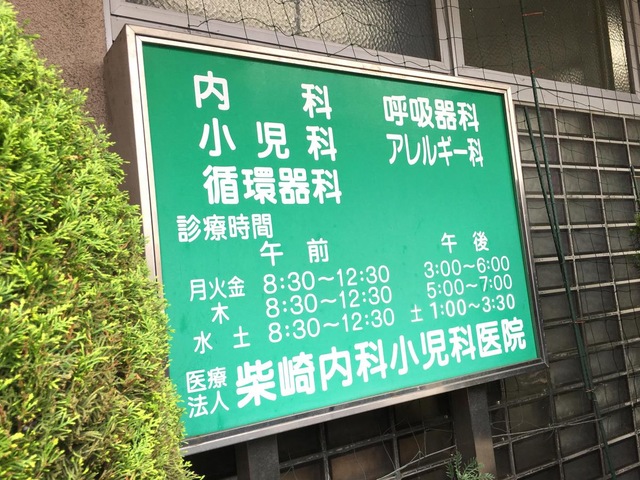 内科 呼吸器科
小児科 アレルギー科
循環器科
診療時間
午前 午後
月火金 8:30～12:30 3:00～6:00
木 8:30～12:30 5:00～7:00
水土 8:30～12:30 土1:00～3:30
医療法人 柴崎内科小児科医院